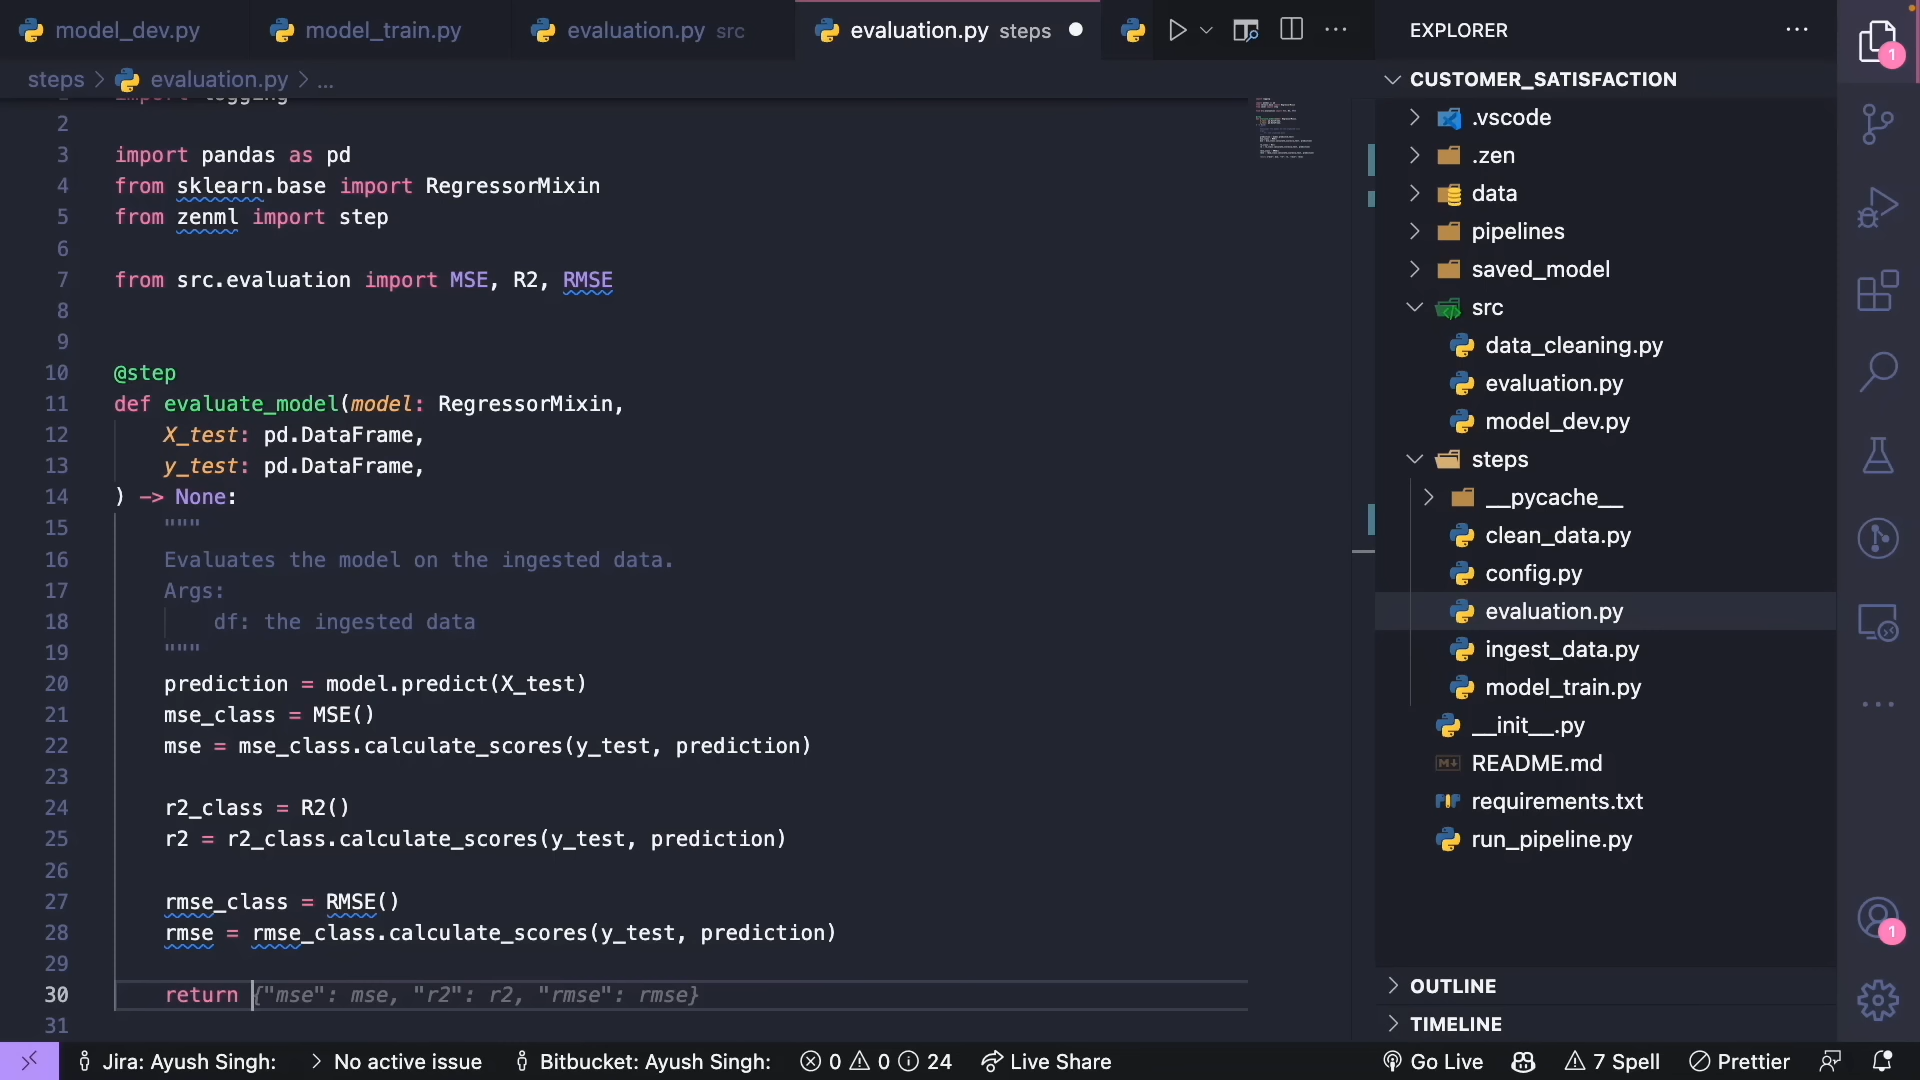 model_dev.py model_train.py evaluation.py src evaluation.py steps
steps > evaluation.py > ...
import logging
2
3 import pandas as pd
4 from sklearn.base import RegressorMixin
5 from zenml import step
6
7 from src.evaluation import MSE, R2, RMSE
8
9
10 @step
11 def evaluate_model(model: RegressorMixin,
12 X_test: pd.DataFrame,
13 y_test: pd.DataFrame,
14 ) -> None:
15 """
16 Evaluates the model on the ingested data.
17 Args:
18 df: the ingested data
19 """
20 prediction = model.predict(X_test)
21 mse_class = MSE()
22 mse = mse_class.calculate_scores(y_test, prediction)
23
24 r2_class = R2()
25 r2 = r2_class.calculate_scores(y_test, prediction)
26
27 rmse_class = RMSE()
28 rmse = rmse_class.calculate_scores(y_test, prediction)
29
30 return {"mse": mse, "r2": r2, "rmse": rmse}
31
EXPLORER
CUSTOMER_SATISFACTION
.vscode
.zen
data
pipelines
saved_model
src
data_cleaning.py
evaluation.py
model_dev.py
steps
__pycache__
clean_data.py
config.py
evaluation.py
ingest_data.py
model_train.py
__init__.py
README.md
requirements.txt
run_pipeline.py
OUTLINE
TIMELINE
1
1
Jira: Ayush Singh: > No active issue Bitbucket: Ayush Singh: 0 0 24 Live Share Go Live 7 Spell Prettier